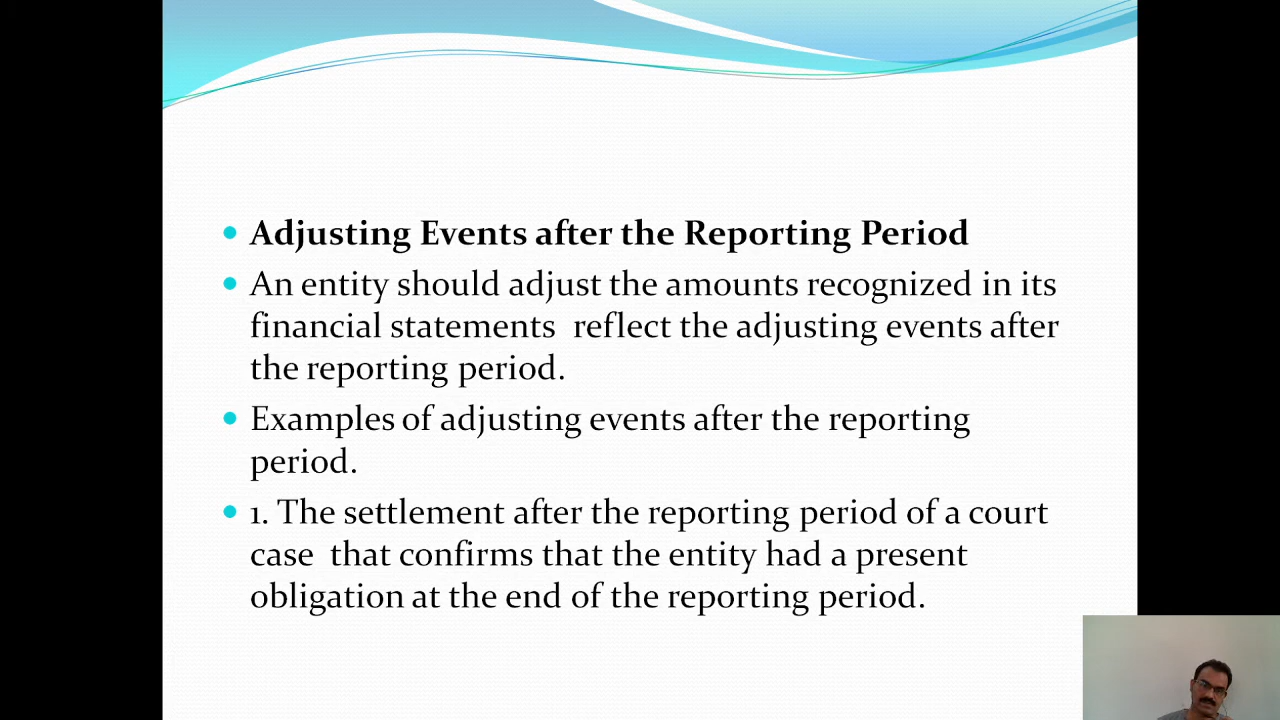 Adjusting Events after the Reporting Period
An entity should adjust the amounts recognized in its
financial statements  reflect the adjusting events after
the reporting period.
Examples of adjusting events after the reporting
period.
1. The settlement after the reporting period of a court
case  that confirms that the entity had a present
obligation at the end of the reporting period.